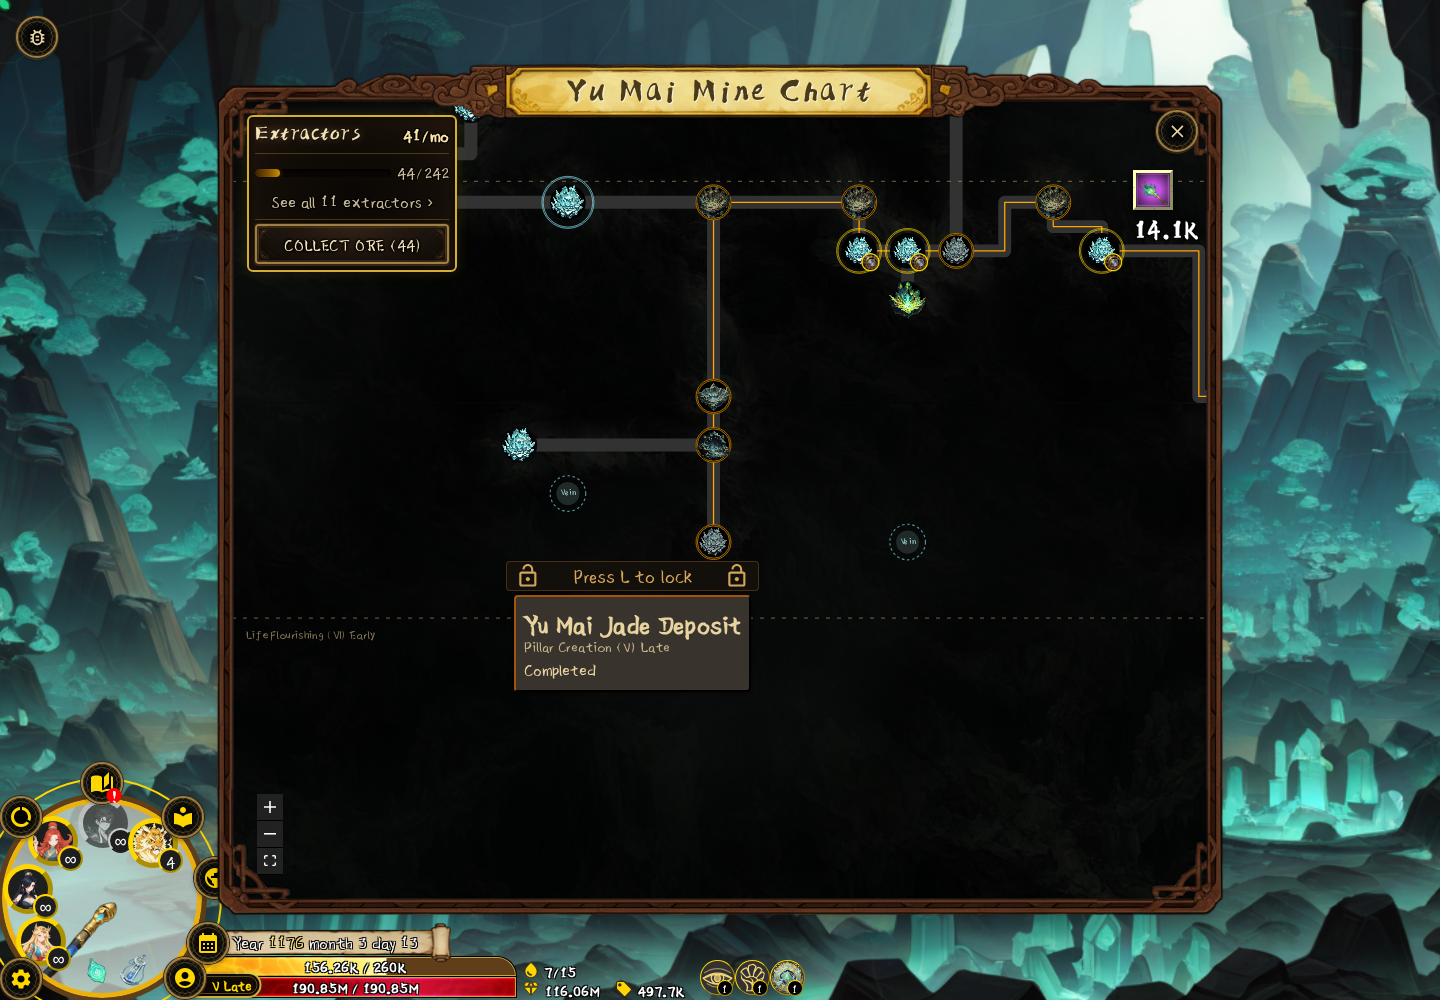 Yu Mai Mine Chart
Extractors 41/mo
44/242
See all 11 extractors >
COLLECT ORE (44)
14.1K
Vein
Vein
Press L to lock
Yu Mai Jade Deposit
Pillar Creation (V) Late
Completed
Life Flourishing (VI) Early
∞
4
∞
∞
∞
Year 1176 month 3 day 13
156.26K / 260K
V Late
190.85M / 190.85M
7/15
116.06M
497.7K
f
f
f